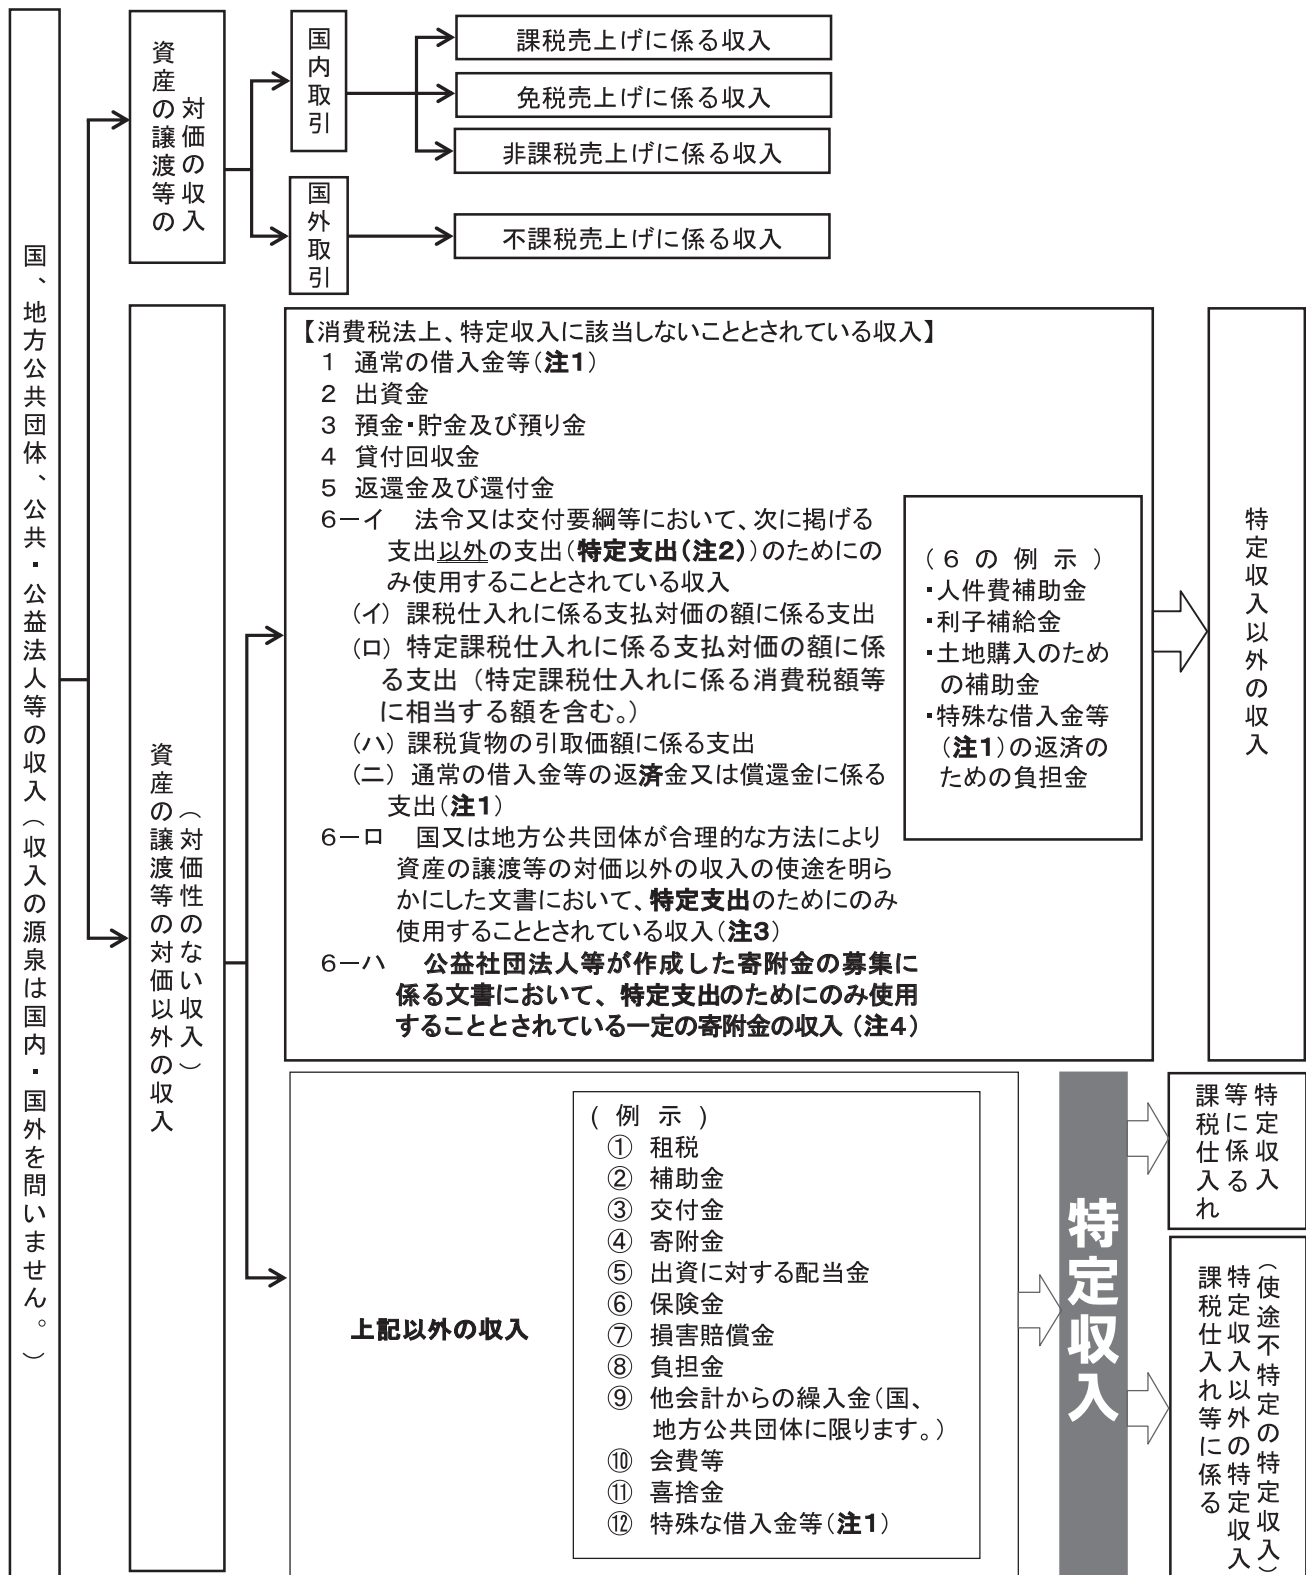 国、地方公共団体、公共・公益法人等の収入（収入の源泉は国内・国外を問いません。）
資産の譲渡等の
対価の収入
国内取引
課税売上げに係る収入
免税売上げに係る収入
非課税売上げに係る収入
国外取引
不課税売上げに係る収入
資産の譲渡等の対価以外の収入
（対価性のない収入）
【消費税法上、特定収入に該当しないこととされている収入】
１ 通常の借入金等（注１）
２ 出資金
３ 預金・貯金及び預り金
４ 貸付回収金
５ 返還金及び還付金
６－イ 法令又は交付要綱等において、次に掲げる
支出以外の支出（特定支出（注２））のためにの
み使用することとされている収入
（イ）課税仕入れに係る支払対価の額に係る支出
（ロ）特定課税仕入れに係る支払対価の額に係
る支出（特定課税仕入れに係る消費税額等
に相当する額を含む。）
（ハ）課税貨物の引取価額に係る支出
（ニ）通常の借入金等の返済金又は償還金に係る
支出（注１）
６－ロ 国又は地方公共団体が合理的な方法により
資産の譲渡等の対価以外の収入の使途を明ら
かにした文書において、特定支出のためにのみ
使用することとされている収入（注３）
６－ハ 公益社団法人等が作成した寄附金の募集に
係る文書において、特定支出のためにのみ使用
することとされている一定の寄附金の収入（注４）
（６の例示）
・人件費補助金
・利子補給金
・土地購入のため
の補助金
・特殊な借入金等
（注１）の返済の
ための負担金
特定収入以外の収入
上記以外の収入
（例示）
① 租税
② 補助金
③ 交付金
④ 寄附金
⑤ 出資に対する配当金
⑥ 保険金
⑦ 損害賠償金
⑧ 負担金
⑨ 他会計からの繰入金（国、
地方公共団体に限ります。）
⑩ 会費等
⑪ 喜捨金
⑫ 特殊な借入金等（注１）
特定収入
課税仕入れ
等に係る
特定収入
課税仕入れ等に係る
特定収入以外の特定収入
（使途不特定の特定収入）